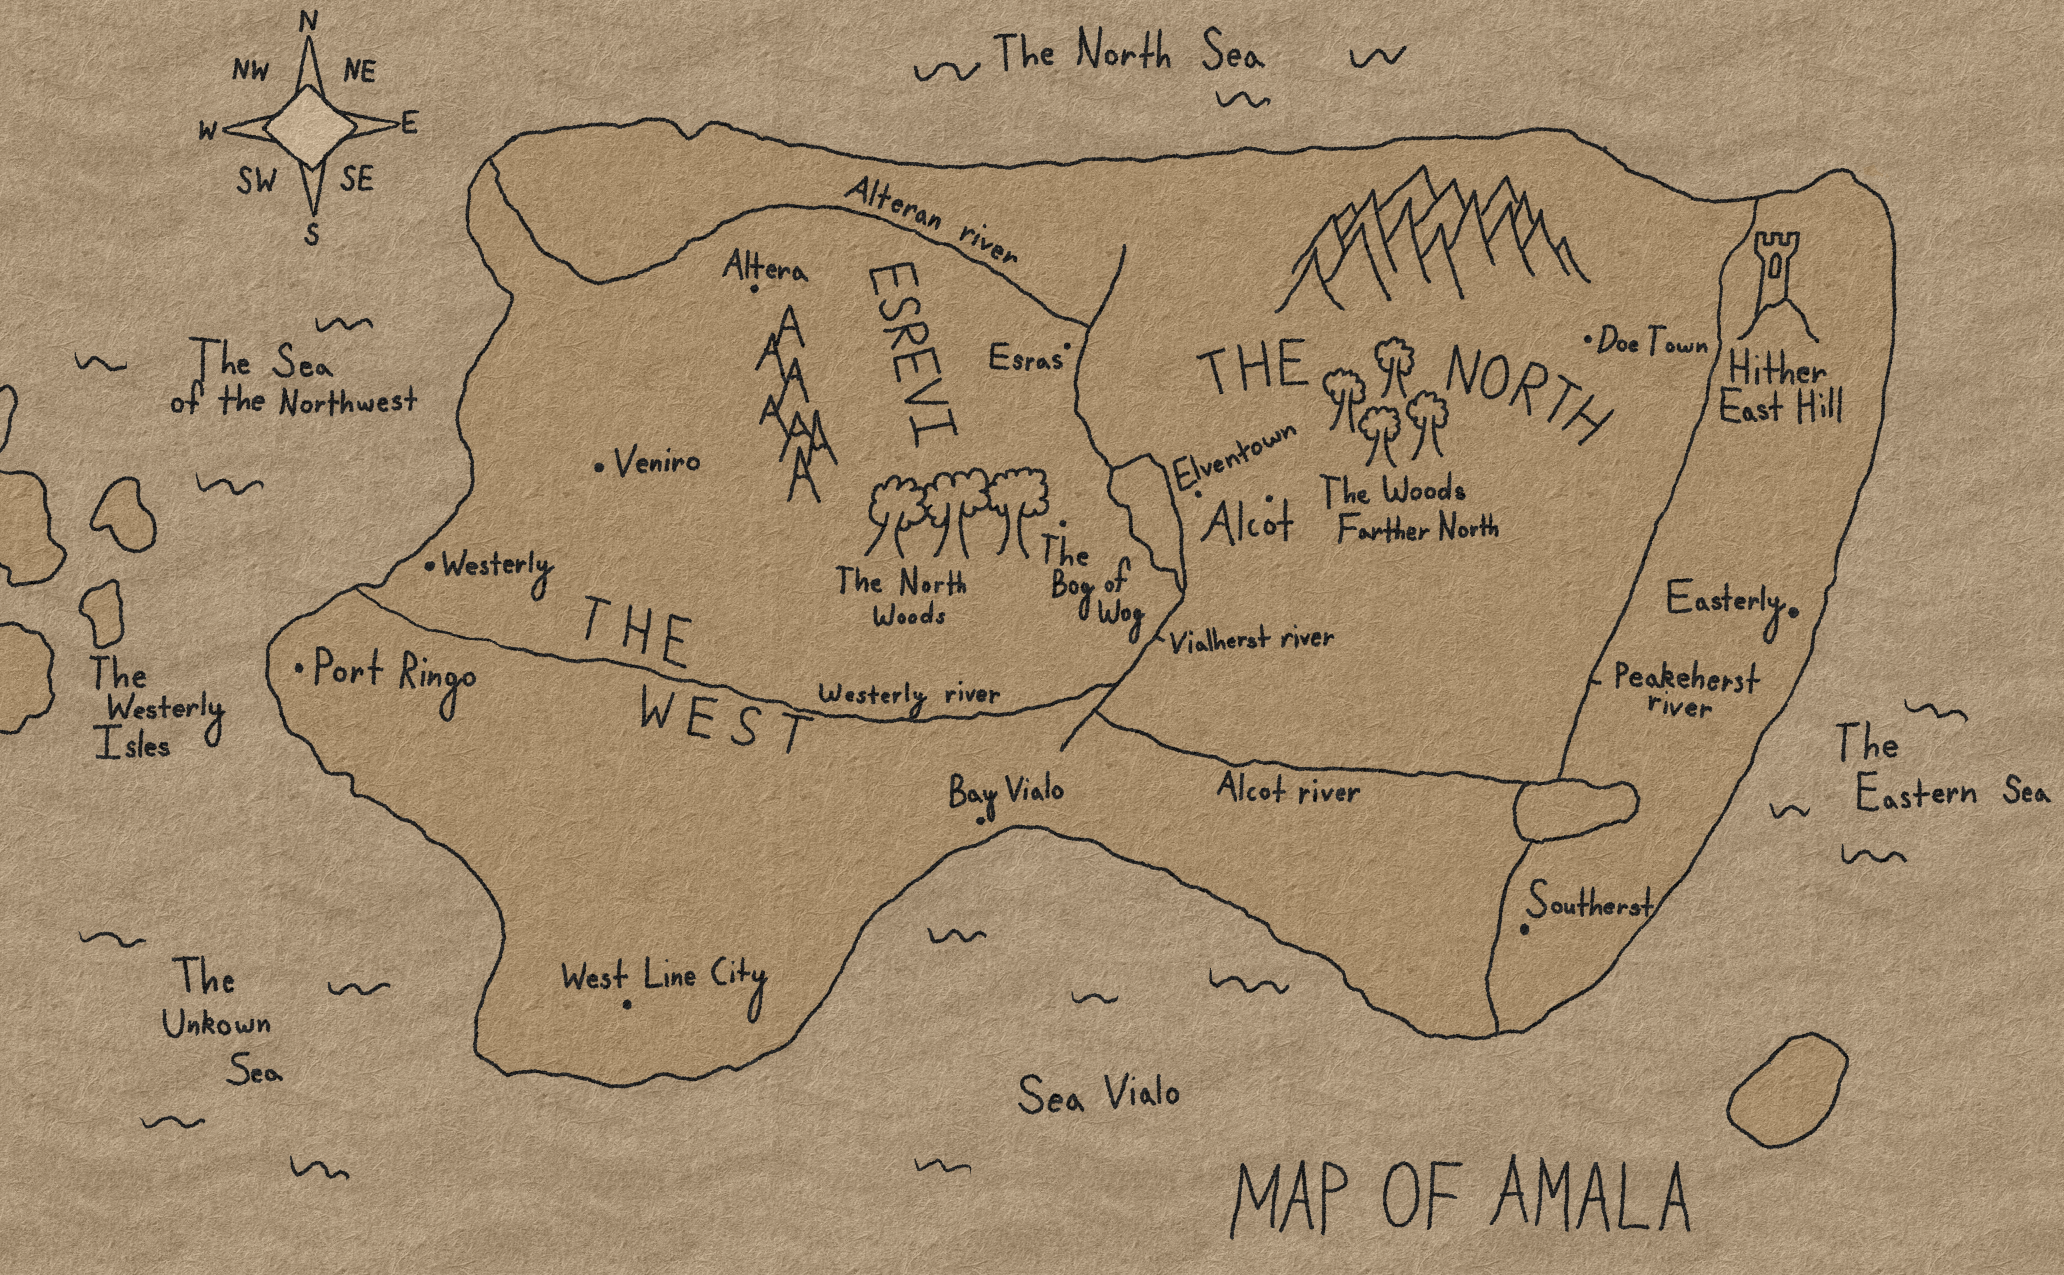 N
NW
NE
W
E
SW
SE
S
The North Sea
Alteran river
Altera
ESREVI
Esras
The Sea
of the Northwest
THE
NORTH
Doe Town
Hither
East Hill
Veniro
Elventown
Alcot
The Woods
Farther North
Westerly
The North
Woods
The
Bog of
Wog
THE
WEST
Easterly
Vialherst river
Port Ringo
Westerly river
Peakeherst
river
The
Westerly
Isles
The
Eastern Sea
Bay Vialo
Alcot river
Southerst
West Line City
The
Unkown
Sea
Sea Vialo
MAP OF AMALA